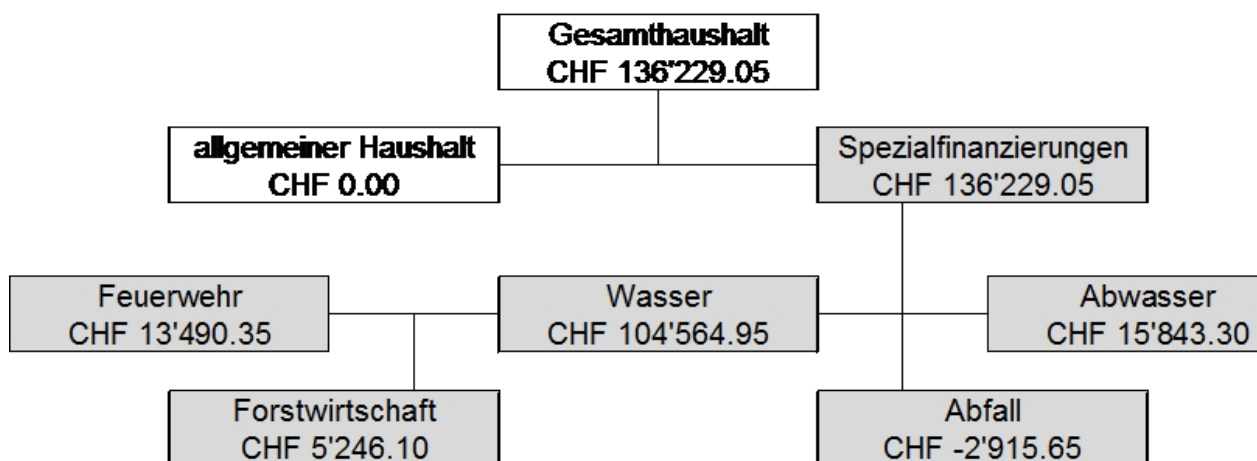 Gesamthaushalt
CHF 136'229.05
allgemeiner Haushalt
CHF 0.00
Spezialfinanzierungen
CHF 136'229.05
Feuerwehr
CHF 13'490.35
Wasser
CHF 104'564.95
Abwasser
CHF 15'843.30
Forstwirtschaft
CHF 5'246.10
Abfall
CHF -2'915.65